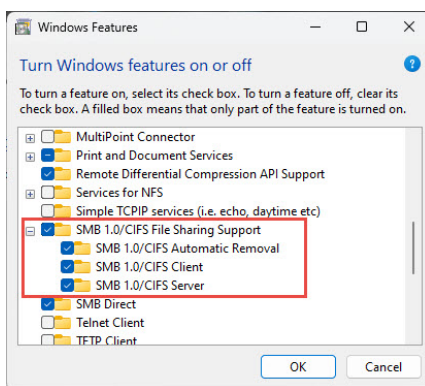 Windows Features
Turn Windows features on or off
To turn a feature on, select its check box. To turn a feature off, clear its
check box. A filled box means that only part of the feature is turned on.
MultiPoint Connector
Print and Document Services
Remote Differential Compression API Support
Services for NFS
Simple TCPIP services (i.e. echo, daytime etc)
SMB 1.0/CIFS File Sharing Support
SMB 1.0/CIFS Automatic Removal
SMB 1.0/CIFS Client
SMB 1.0/CIFS Server
SMB Direct
Telnet Client
TFTP Client
OK Cancel